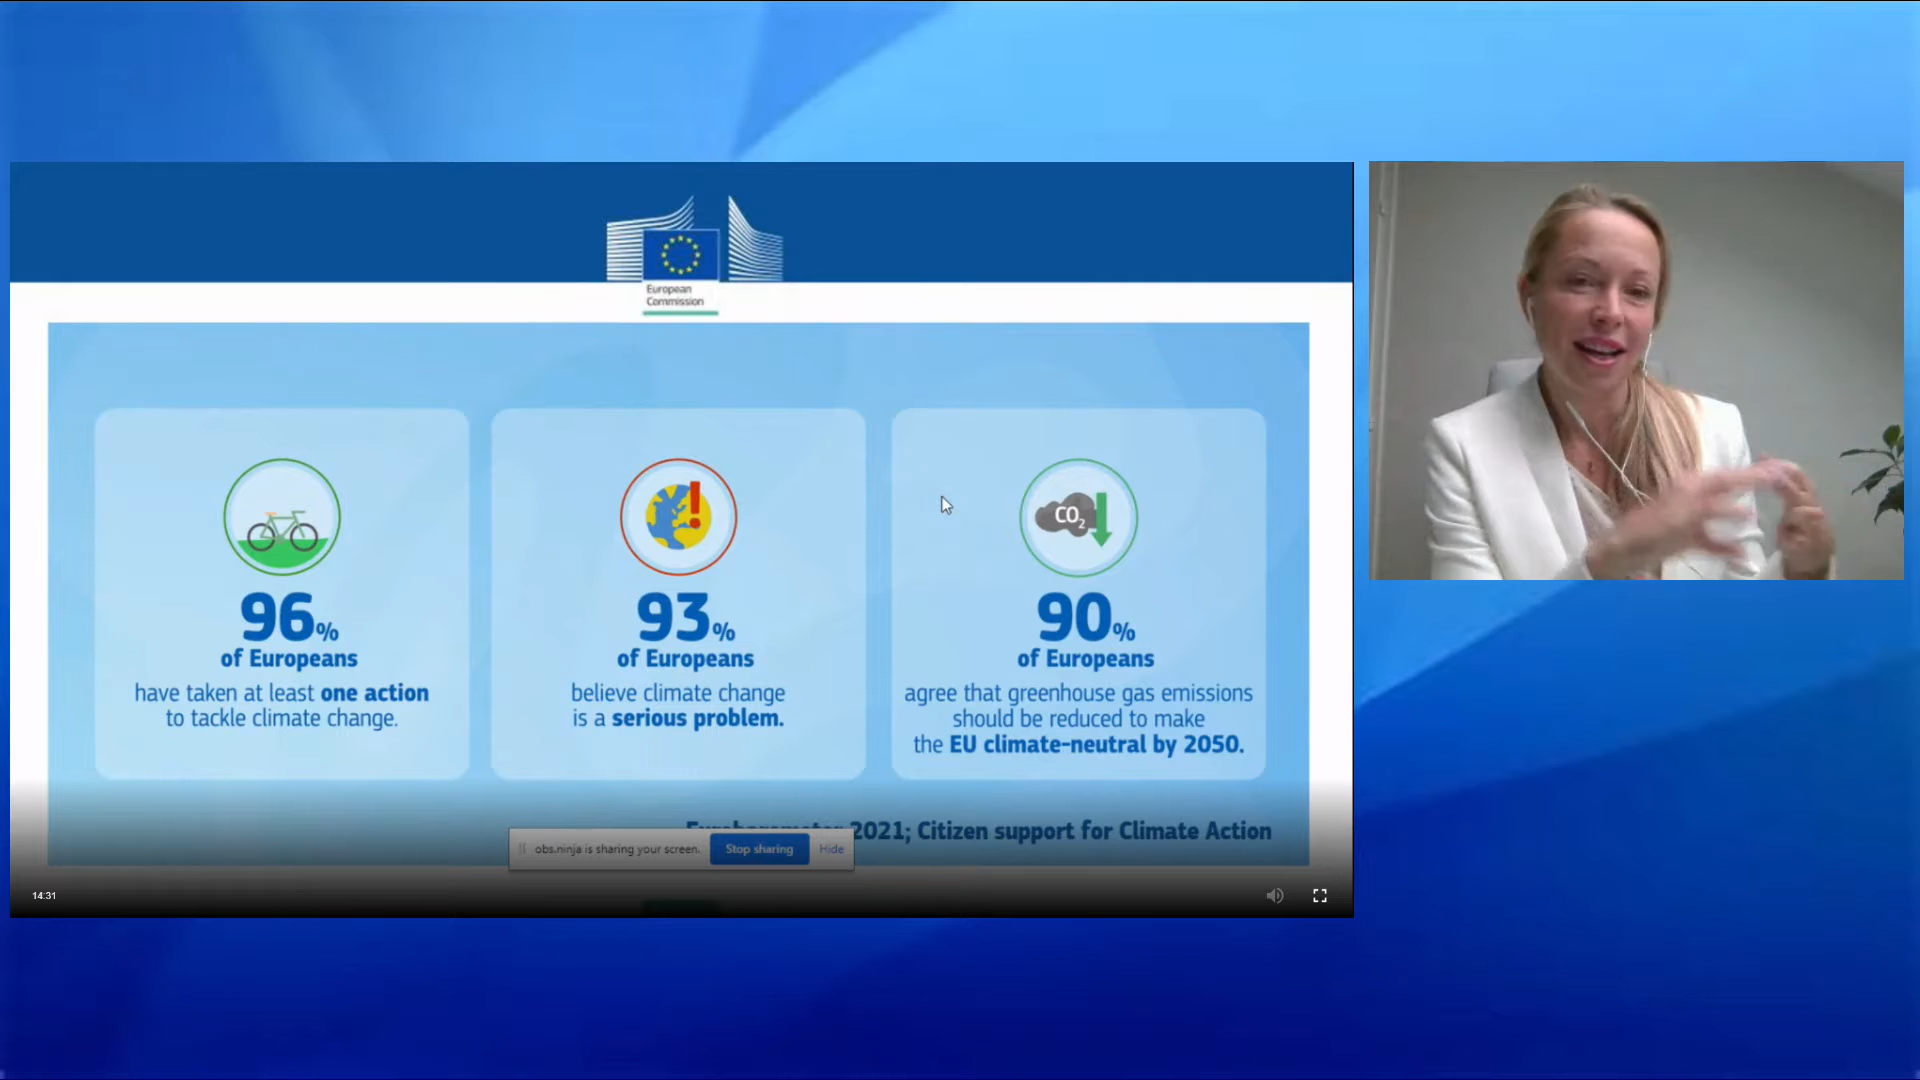 European
Commission
CO2
96%
of Europeans
have taken at least one action
to tackle climate change.
93%
of Europeans
believe climate change
is a serious problem.
90%
of Europeans
agree that greenhouse gas emissions
should be reduced to make
the EU climate-neutral by 2050.
Eurobarometer 2021; Citizen support for Climate Action
obs.ninja is sharing your screen. Stop sharing Hide
14:31